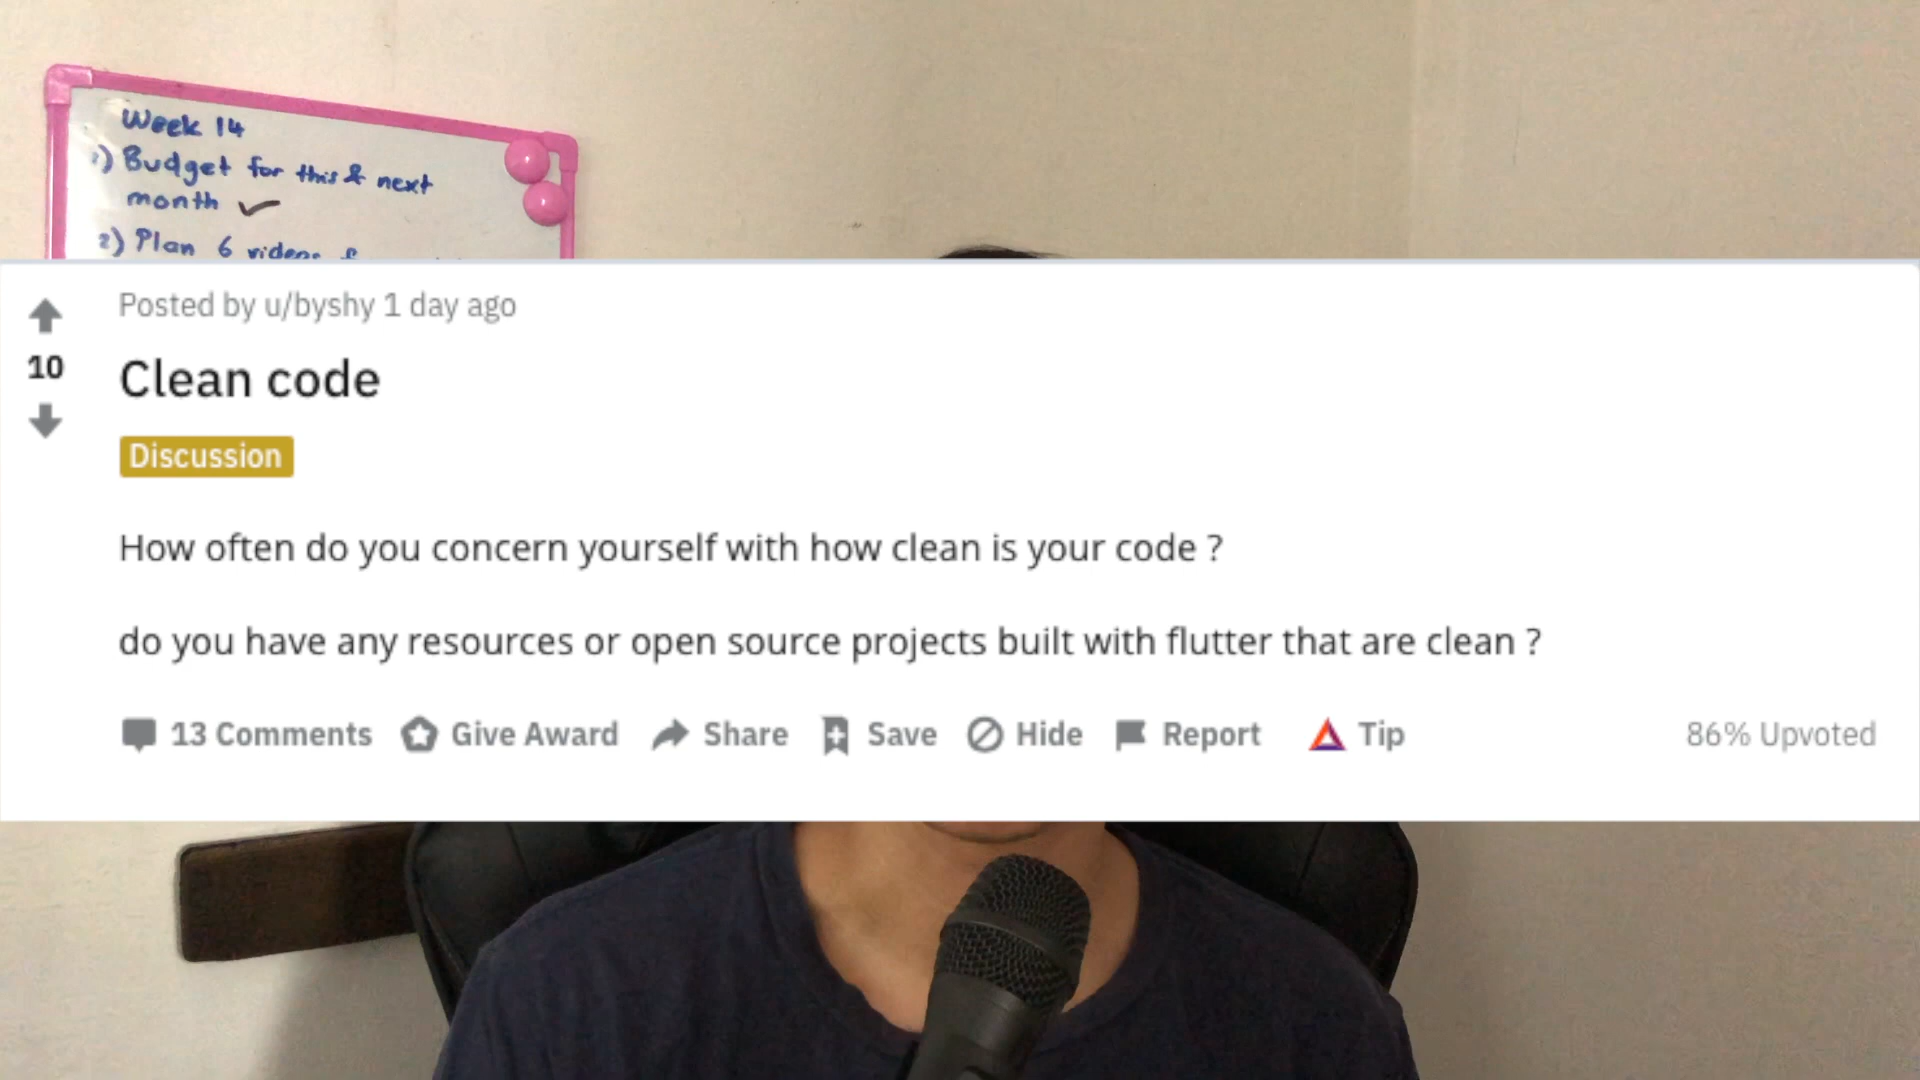 Week 14
1) Budget for this & next
month ✓
2) Plan 6 videos
Posted by u/byshy 1 day ago
10
Clean code
Discussion
How often do you concern yourself with how clean is your code ?
do you have any resources or open source projects built with flutter that are clean ?
13 Comments Give Award Share Save Hide Report Tip 86% Upvoted